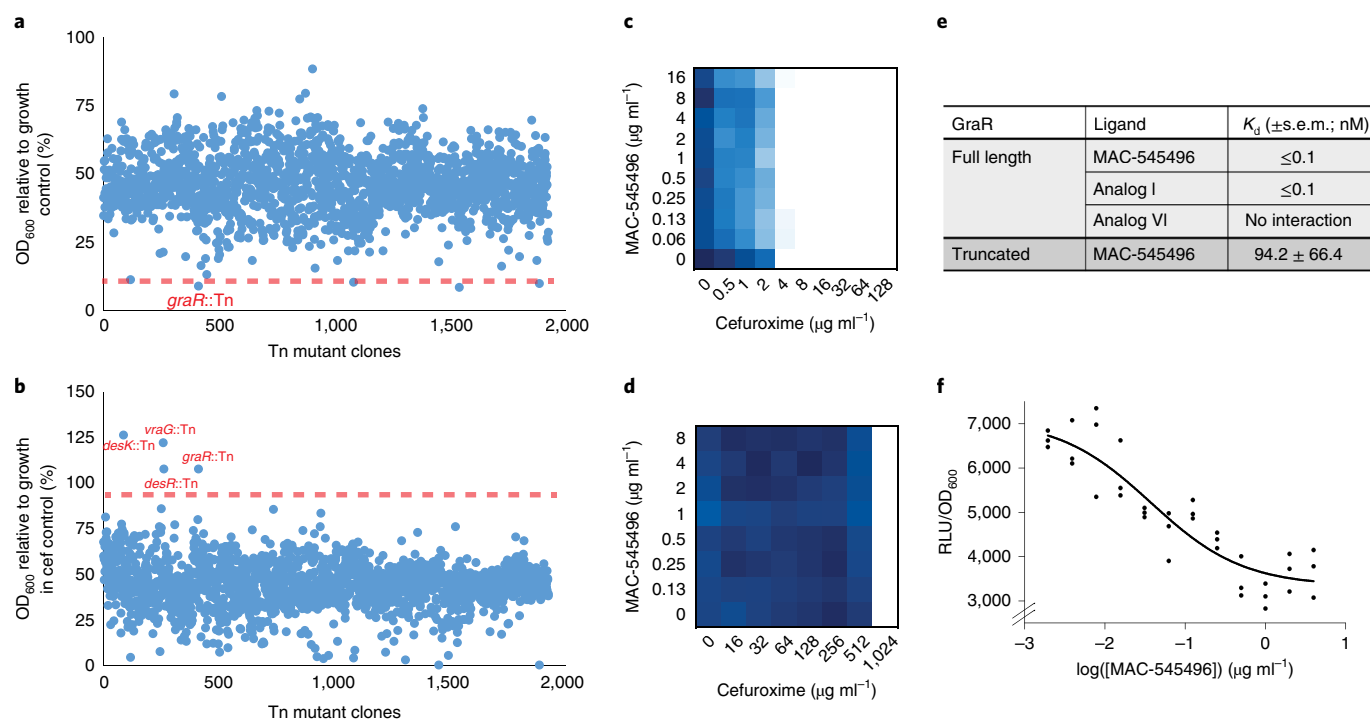 a
100
75
50
25
0
OD600 relative to growth
control (%)
graR::Tn
0
500
1,000
1,500
2,000
Tn mutant clones
b
150
125
100
75
50
25
0
OD600 relative to growth
in cef control (%)
vraG::Tn
desK::Tn
graR::Tn
desR::Tn
0
500
1,000
1,500
2,000
Tn mutant clones
c
MAC-545496 (µg ml−1)
16
8
4
2
1
0.5
0.25
0.13
0.06
0
0
0.5
1
2
4
8
16
32
64
128
Cefuroxime (µg ml−1)
d
MAC-545496 (µg ml−1)
8
4
2
1
0.5
0.25
0.13
0
0
16
32
64
128
256
512
1,024
Cefuroxime (µg ml−1)
e
GraR Ligand Kd (±s.e.m.; nM)
Full length MAC-545496 ≤0.1
Analog I ≤0.1
Analog VI No interaction
Truncated MAC-545496 94.2 ± 66.4
f
7,000
6,000
5,000
4,000
3,000
RLU/OD600
−3
−2
−1
0
1
log([MAC-545496]) (µg ml−1)